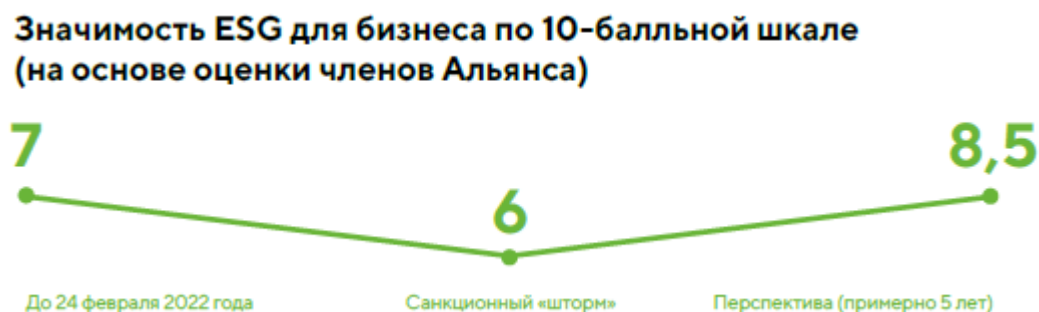 Значимость ESG для бизнеса по 10-балльной шкале
(на основе оценки членов Альянса)
7
6
8,5
До 24 февраля 2022 года
Санкционный «шторм»
Перспектива (примерно 5 лет)